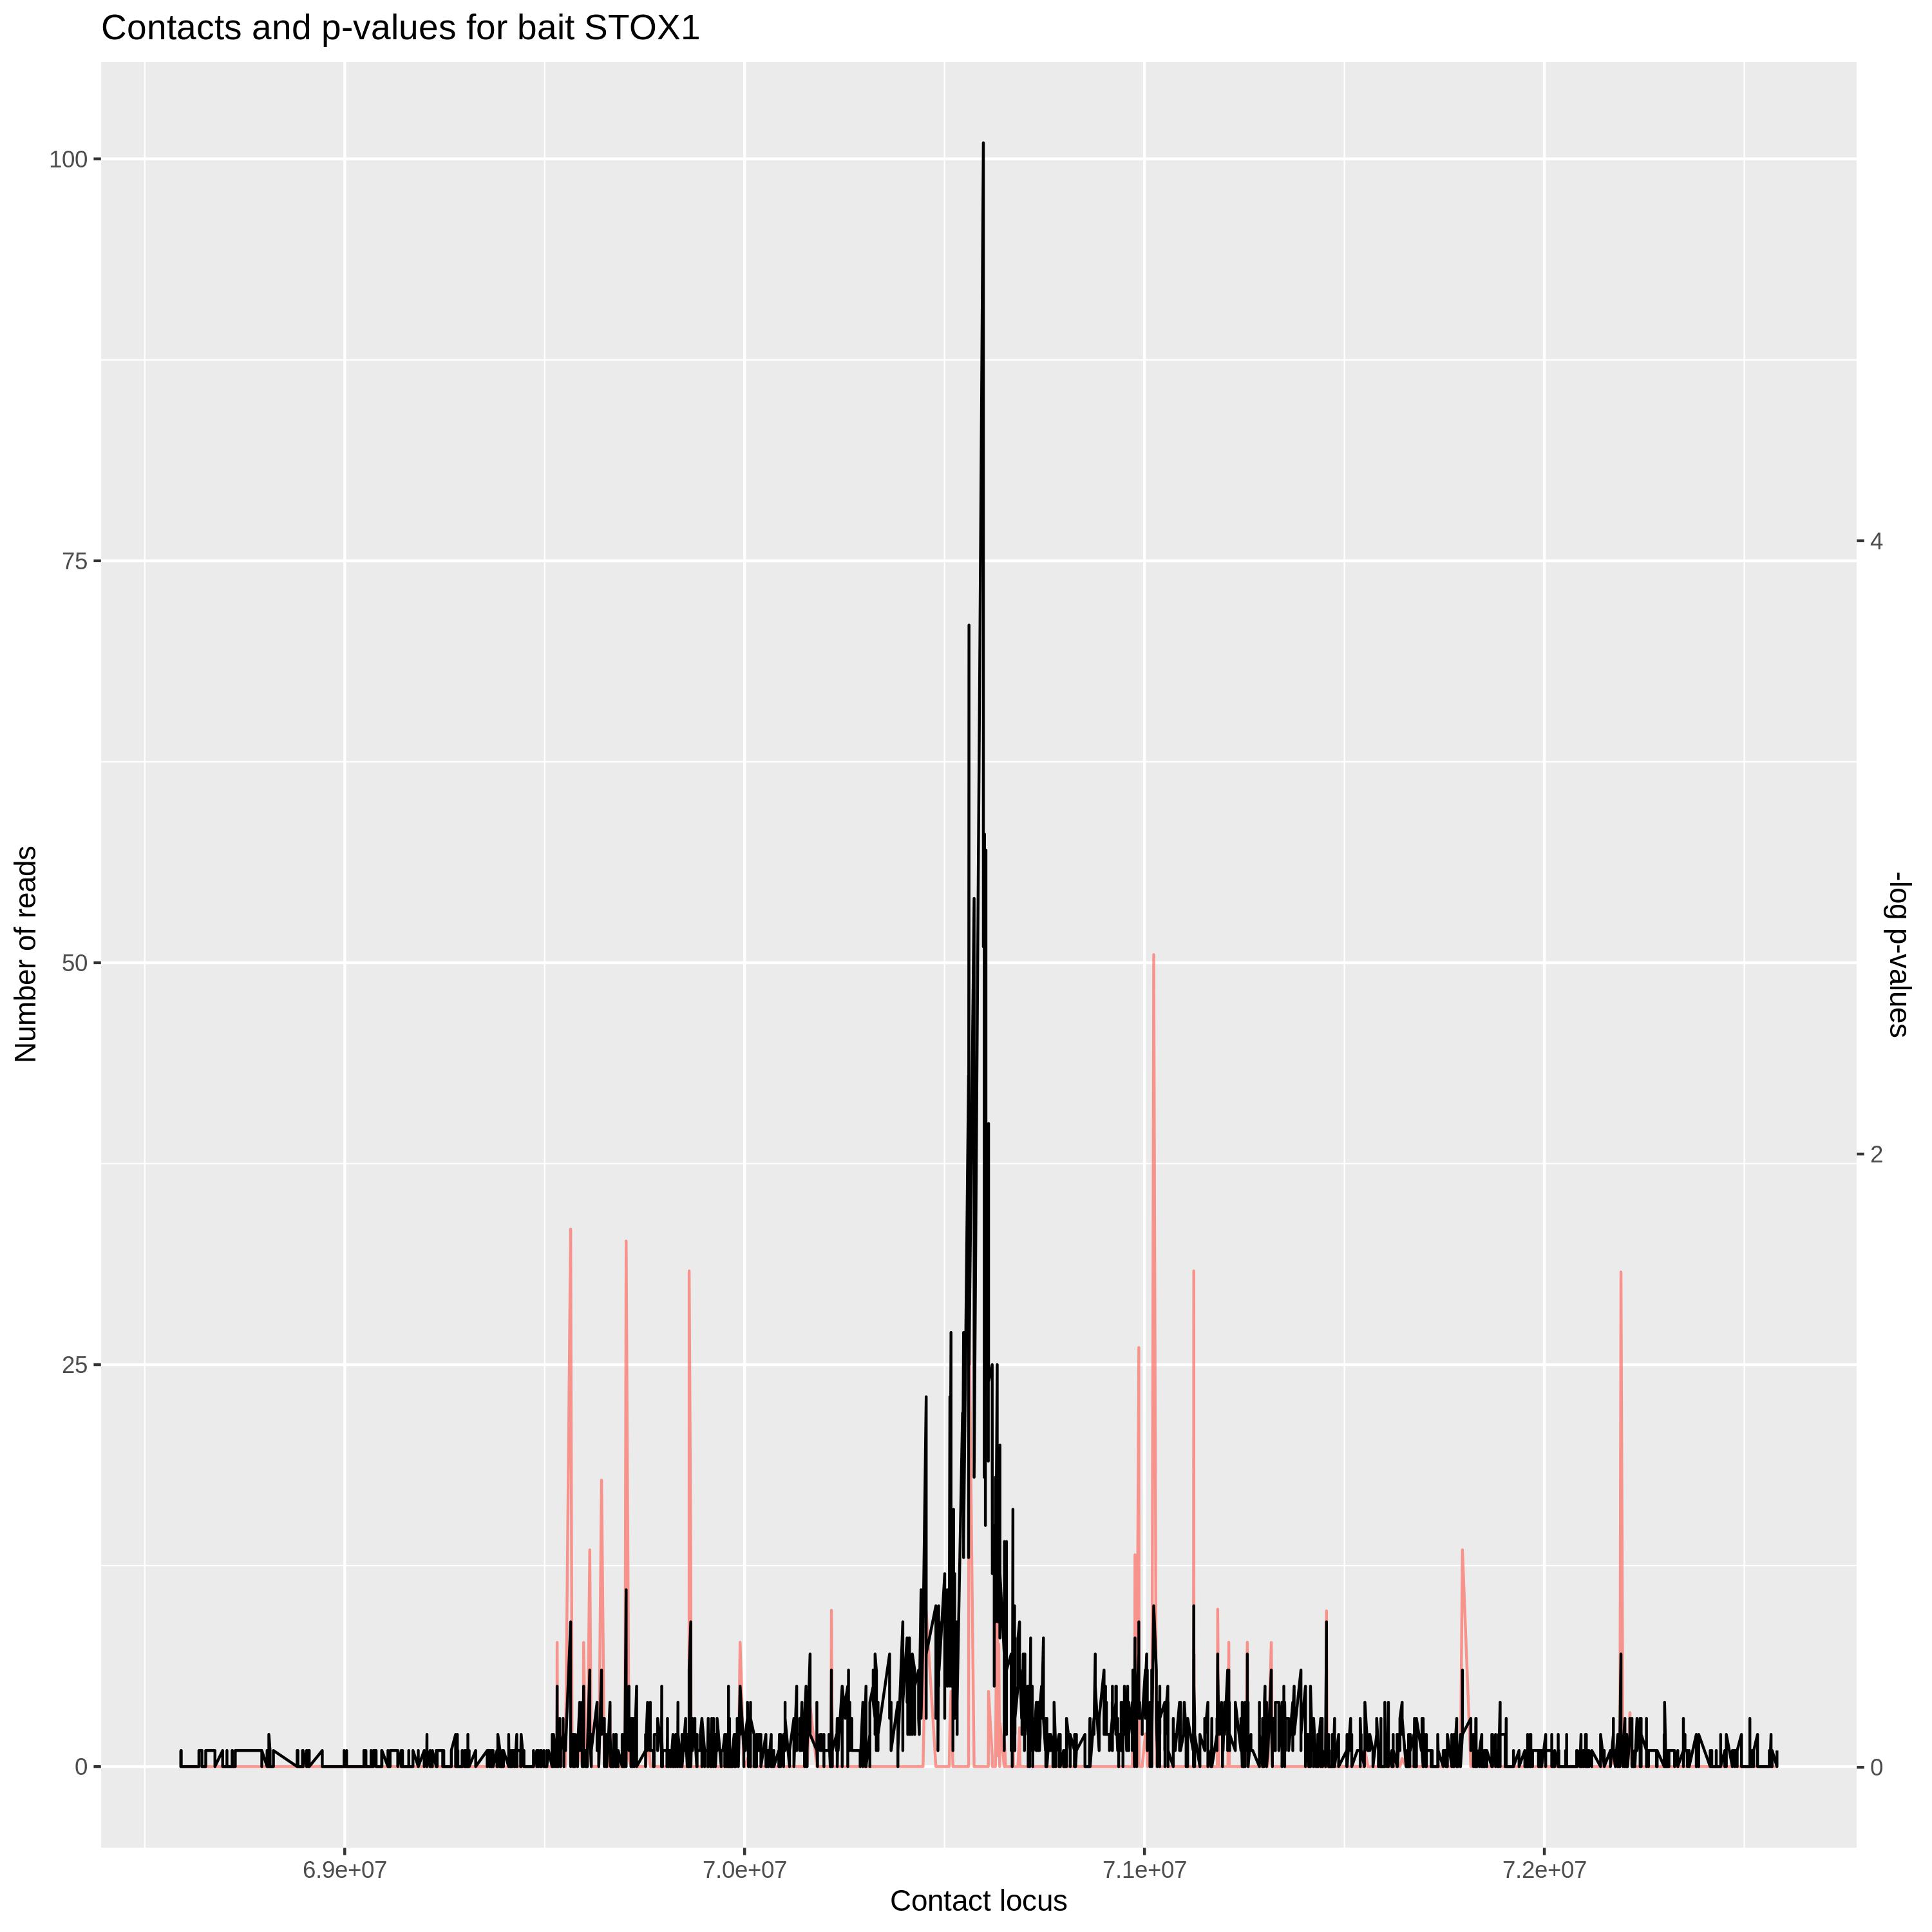 Contacts and p-values for bait STOX1
100
75
50
25
0
Number of reads
4
2
0
-log p-values
6.9e+07 7.0e+07 7.1e+07 7.2e+07
Contact locus